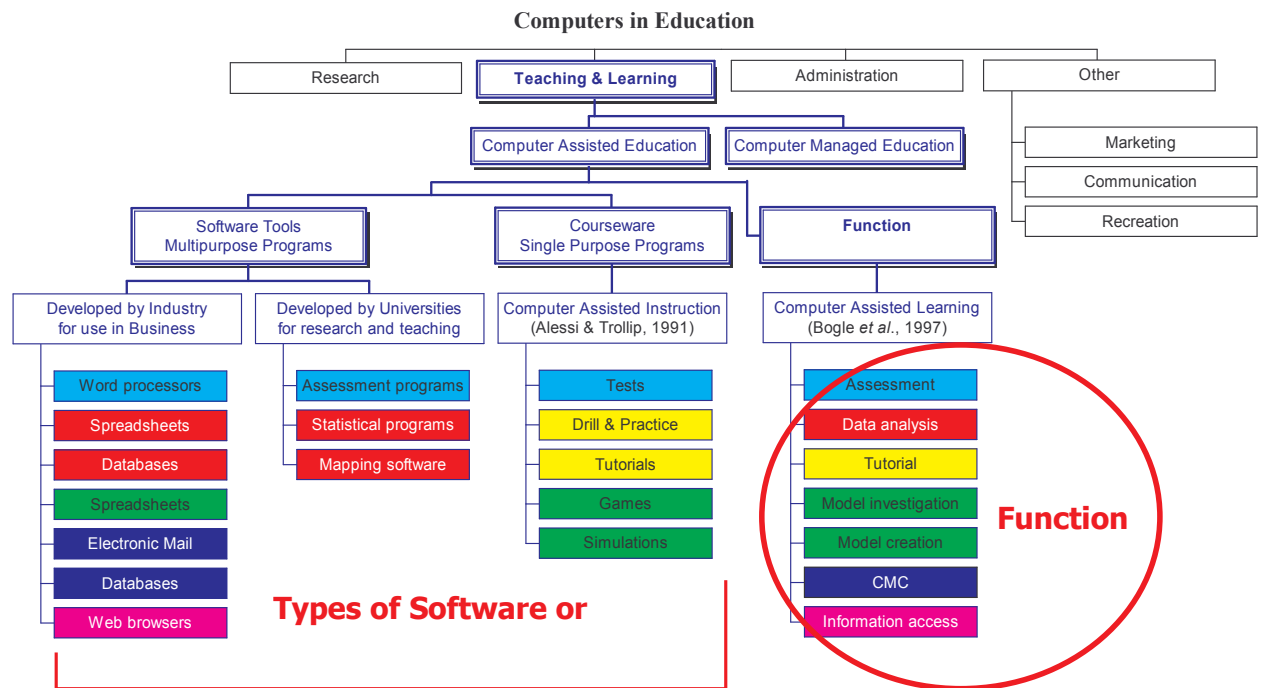 Computers in Education
Research
Teaching & Learning
Administration
Other
Computer Assisted Education
Computer Managed Education
Marketing
Communication
Recreation
Software Tools
Multipurpose Programs
Courseware
Single Purpose Programs
Function
Developed by Industry
for use in Business
Developed by Universities
for research and teaching
Computer Assisted Instruction
(Alessi & Trollip, 1991)
Computer Assisted Learning
(Bogle et al., 1997)
Word processors
Spreadsheets
Databases
Spreadsheets
Electronic Mail
Databases
Web browsers
Assessment programs
Statistical programs
Mapping software
Tests
Drill & Practice
Tutorials
Games
Simulations
Assessment
Data analysis
Tutorial
Model investigation
Model creation
CMC
Information access
Function
Types of Software or